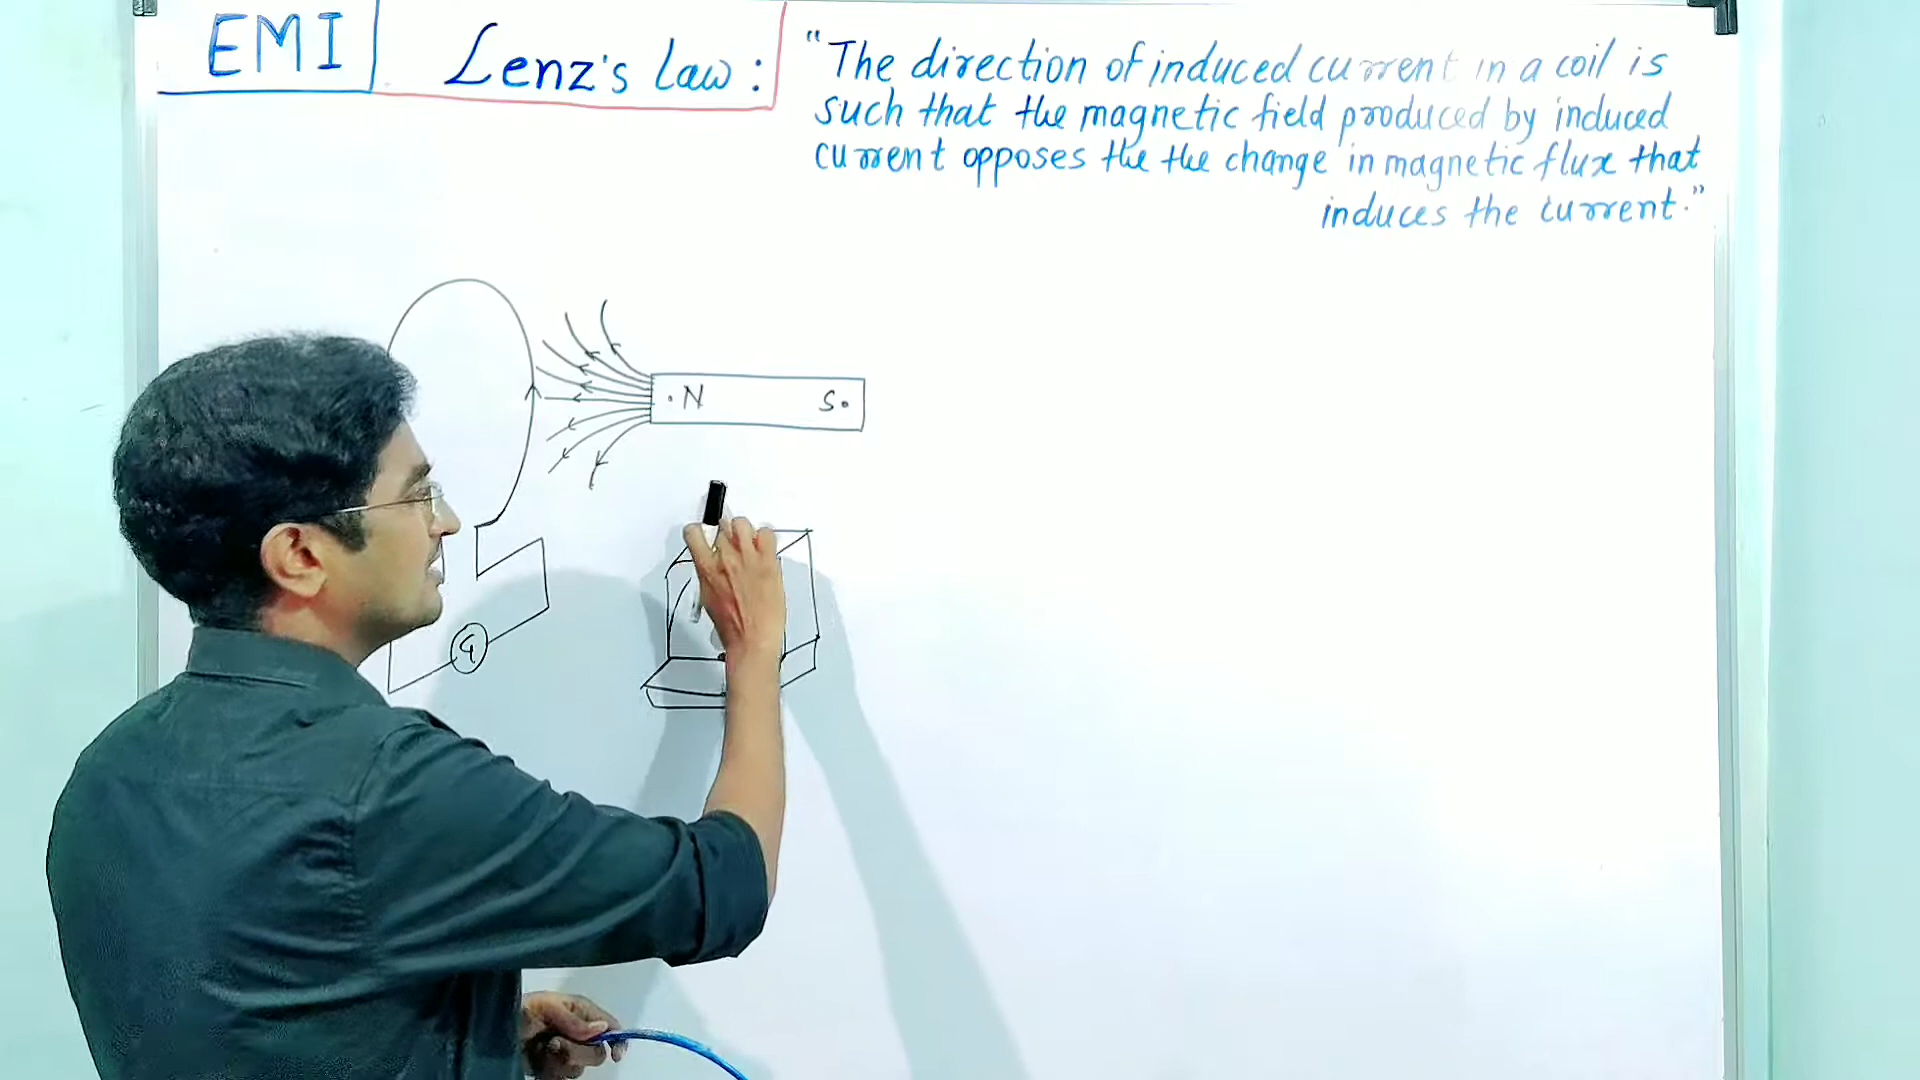 EMI
Lenz's Law:
"The direction of induced current in a coil is
such that the magnetic field produced by induced
current opposes the the change in magnetic flux that
induces the current."
.N S.
G